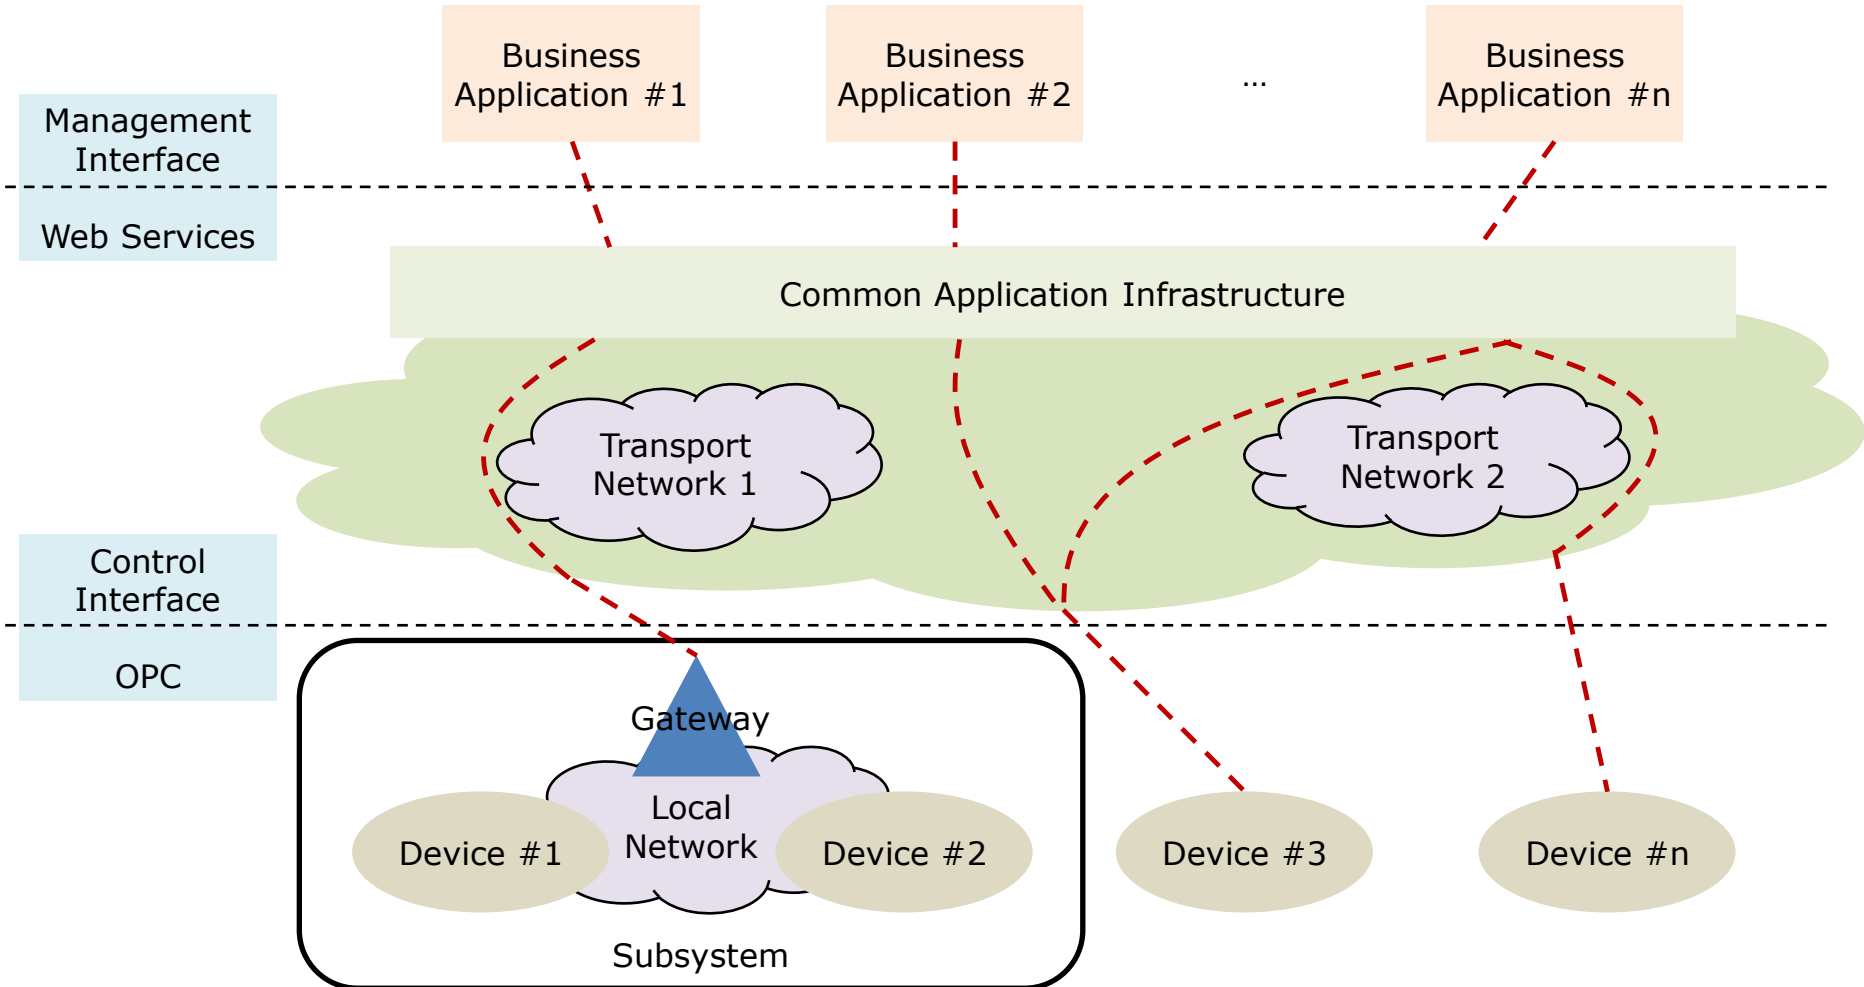 Business
Application #1
Business
Application #2
...
Business
Application #n
Management
Interface
Web Services
Common Application Infrastructure
Transport
Network 1
Transport
Network 2
Control
Interface
OPC
Gateway
Local
Network
Device #1
Device #2
Device #3
Device #n
Subsystem